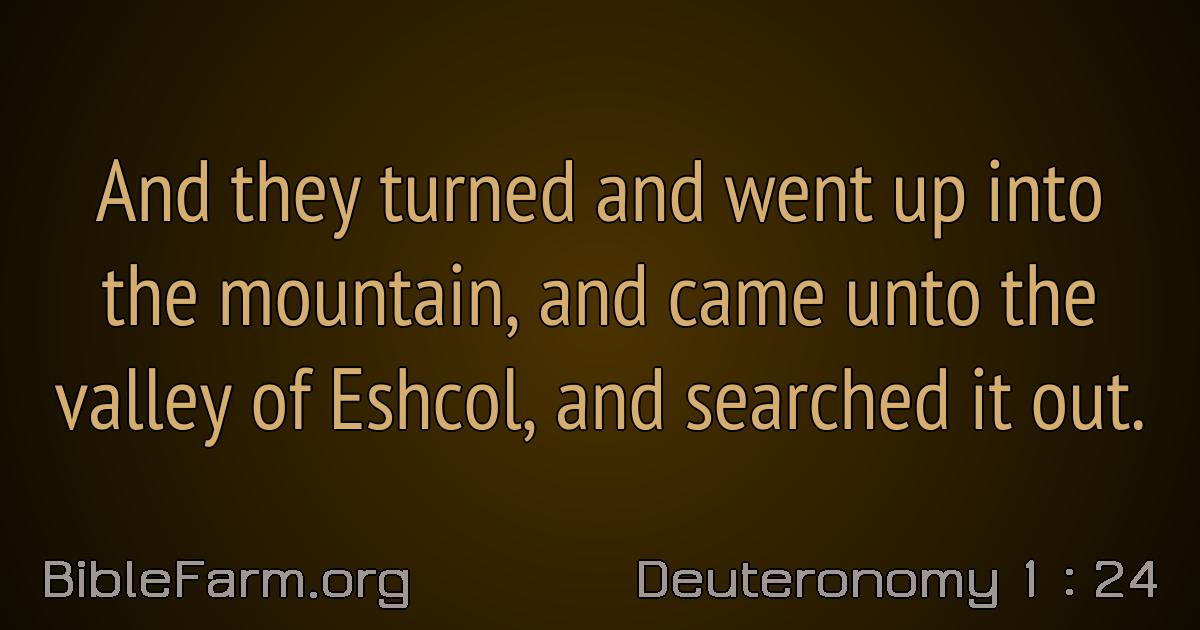 And they turned and went up into
the mountain, and came unto the
valley of Eshcol, and searched it out.
BibleFarm.org
Deuteronomy 1 : 24